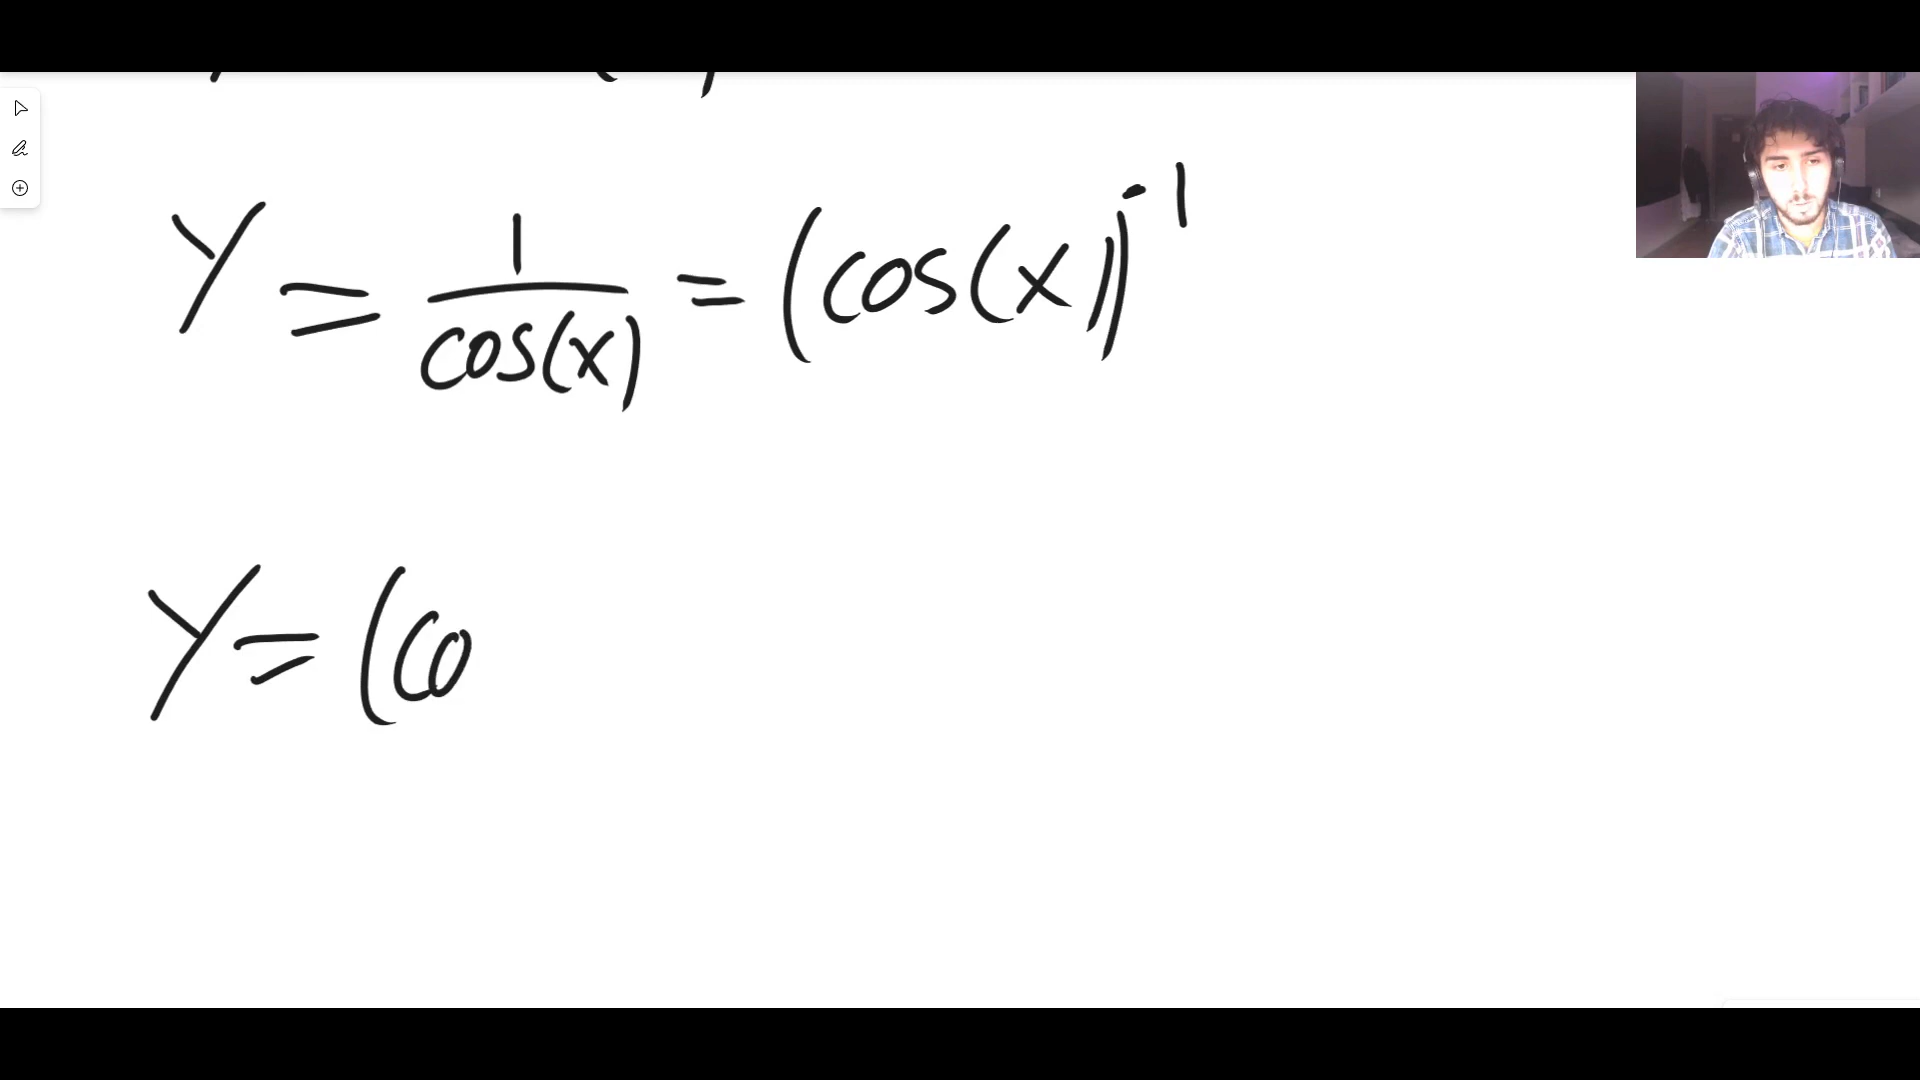 Y = 1/cos(x) = (cos(x))^-1
Y = (co